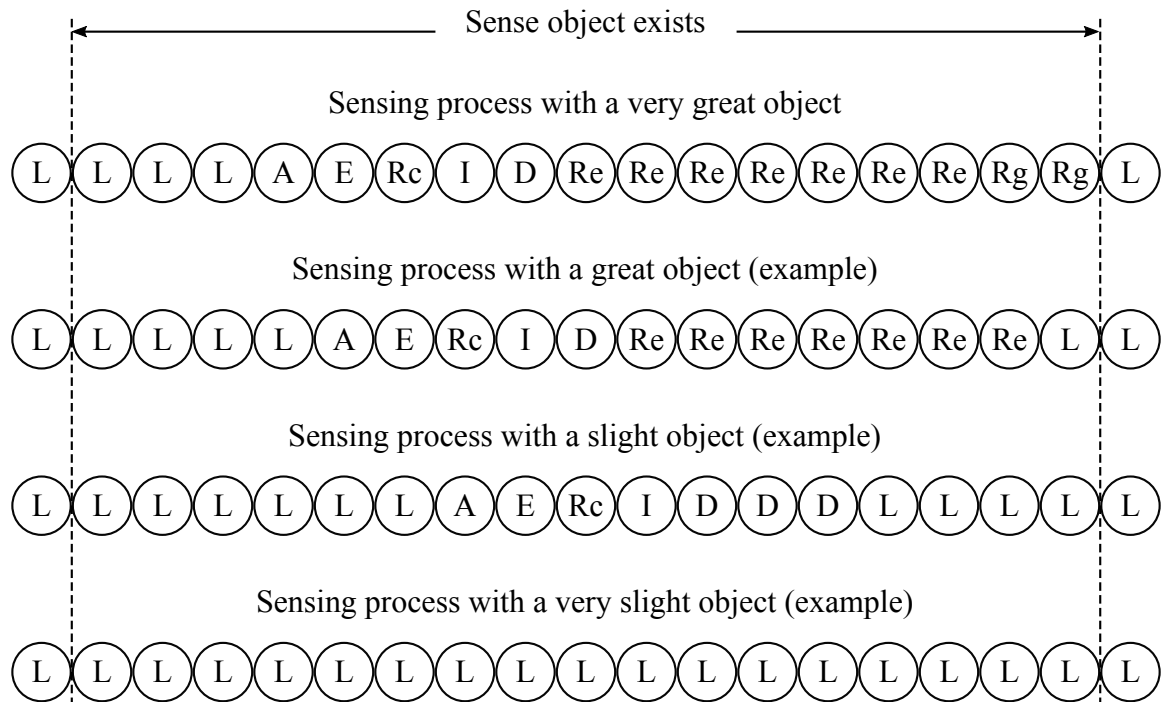 Sense object exists
Sensing process with a very great object
L L L L A E Rc I D Re Re Re Re Re Re Re Rg Rg L
Sensing process with a great object (example)
L L L L L A E Rc I D Re Re Re Re Re Re Re L L
Sensing process with a slight object (example)
L L L L L L L A E Rc I D D D L L L L L
Sensing process with a very slight object (example)
L L L L L L L L L L L L L L L L L L L